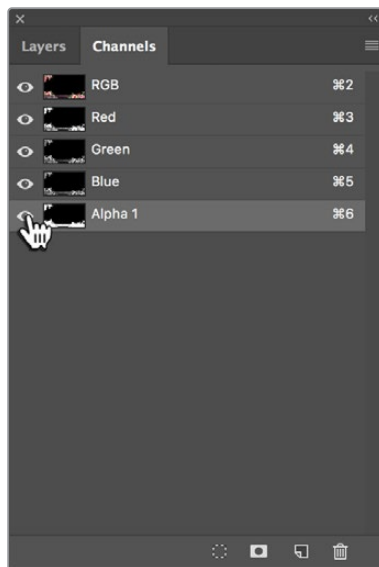 Layers Channels
RGB ⌘2
Red ⌘3
Green ⌘4
Blue ⌘5
Alpha 1 ⌘6